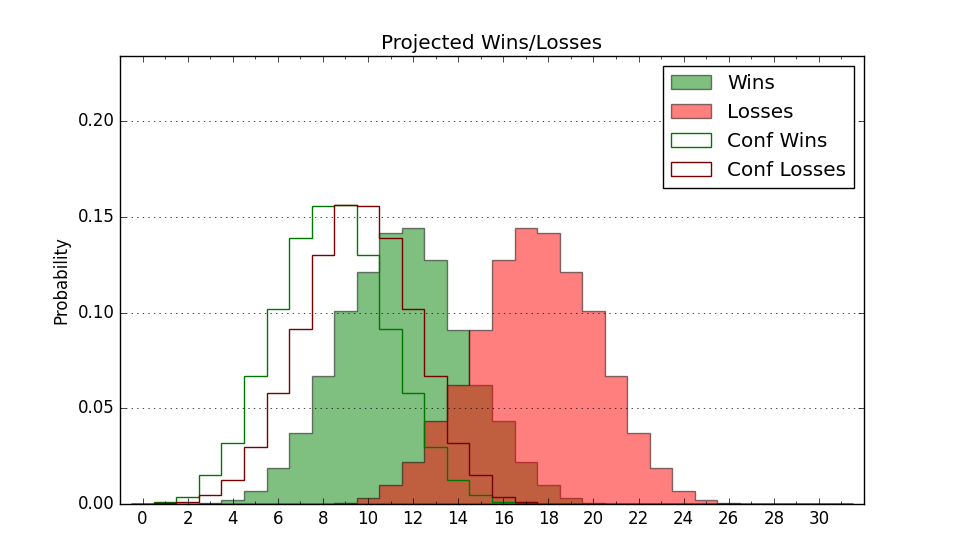 Projected Wins/Losses
Wins
Losses
Conf Wins
Conf Losses
Probability
0.20
0.15
0.10
0.05
0.00
0 2 4 6 8 10 12 14 16 18 20 22 24 26 28 30